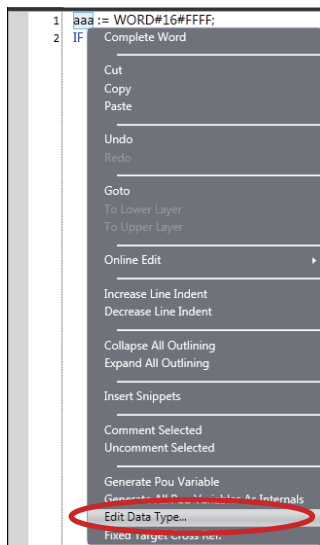 1 aaa := WORD#16#FFFF;
2 IF
Complete Word
Cut
Copy
Paste
Undo
Redo
Goto
To Lower Layer
To Upper Layer
Online Edit
Increase Line Indent
Decrease Line Indent
Collapse All Outlining
Expand All Outlining
Insert Snippets
Comment Selected
Uncomment Selected
Generate Pou Variable
Generate All Pou Variables As Internals
Edit Data Type...
Fixed Target Cross Ref.